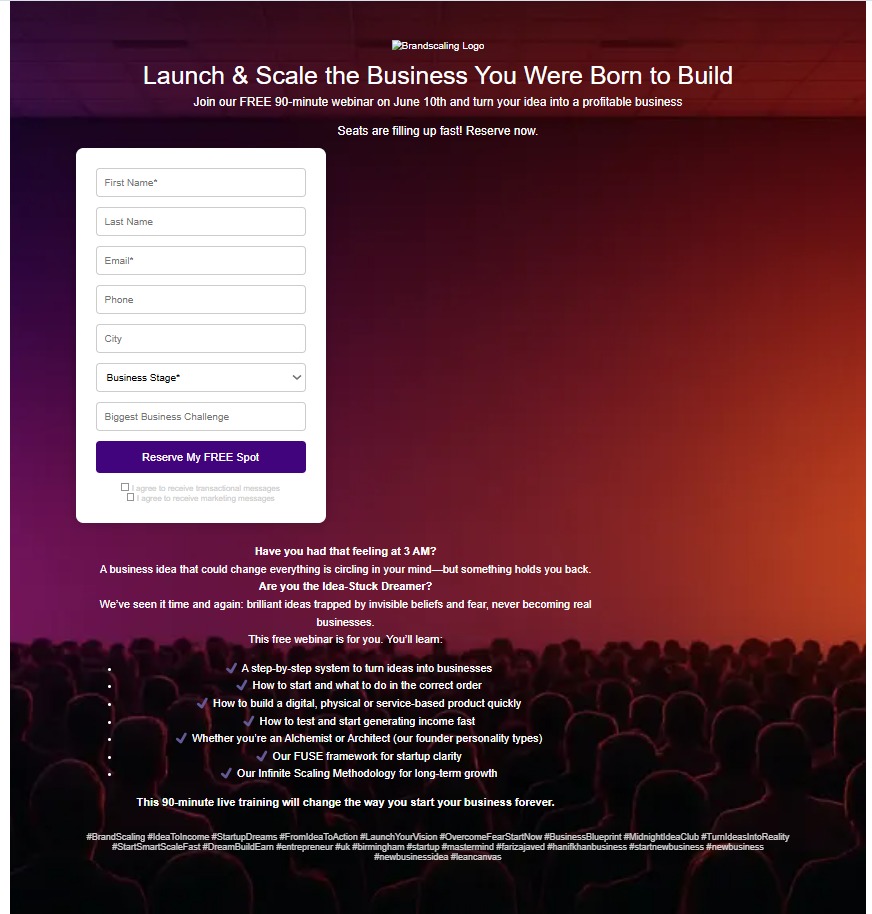 Brandscaling Logo
Launch & Scale the Business You Were Born to Build
Join our FREE 90-minute webinar on June 10th and turn your idea into a profitable business
Seats are filling up fast! Reserve now.
First Name*
Last Name
Email*
Phone
City
Business Stage*
Biggest Business Challenge
Reserve My FREE Spot
I agree to receive transactional messages
I agree to receive marketing messages
Have you had that feeling at 3 AM?
A business idea that could change everything is circling in your mind—but something holds you back.
Are you the Idea-Stuck Dreamer?
We've seen it time and again: brilliant ideas trapped by invisible beliefs and fear, never becoming real
businesses.
This free webinar is for you. You'll learn:
✔ A step-by-step system to turn ideas into businesses
✔ How to start and what to do in the correct order
✔ How to build a digital, physical or service-based product quickly
✔ How to test and start generating income fast
✔ Whether you're an Alchemist or Architect (our founder personality types)
✔ Our FUSE framework for startup clarity
✔ Our Infinite Scaling Methodology for long-term growth
This 90-minute live training will change the way you start your business forever.
#BrandScaling #IdeaToIncome #StartupDreams #FromIdeaToAction #LaunchYourVision #OvercomeFearStartNow #BusinessBlueprint #MidnightIdeaClub #TurnIdeasIntoReality
#StartSmartScaleFast #DreamBuildEarn #entrepreneur #uk #birmingham #startup #mastermind #farizajaved #hanifkhanbusiness #startnewbusiness #newbusiness
#newbusinessidea #leancanvas